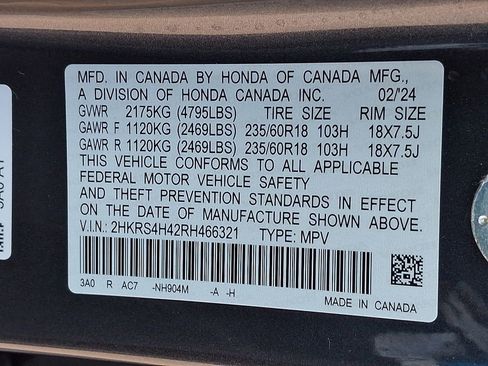 MFD. IN CANADA BY HONDA OF CANADA MFG.,
A DIVISION OF HONDA CANADA INC. 02/'24
GVWR 2175KG (4795LBS) TIRE SIZE RIM SIZE
GAWR F 1120KG (2469LBS) 235/60R18 103H 18X7.5J
GAWR R 1120KG (2469LBS) 235/60R18 103H 18X7.5J
THIS VEHICLE CONFORMS TO ALL APPLICABLE
FEDERAL MOTOR VEHICLE SAFETY
AND THEFT PREVENTION STANDARDS IN EFFECT
ON THE DATE OF MANUFACTURE SHOWN ABOVE.
V.I.N.: 2HKRS4H42RH466321 TYPE: MPV
3A0 R AC7 -NH904M -A -H MADE IN CANADA